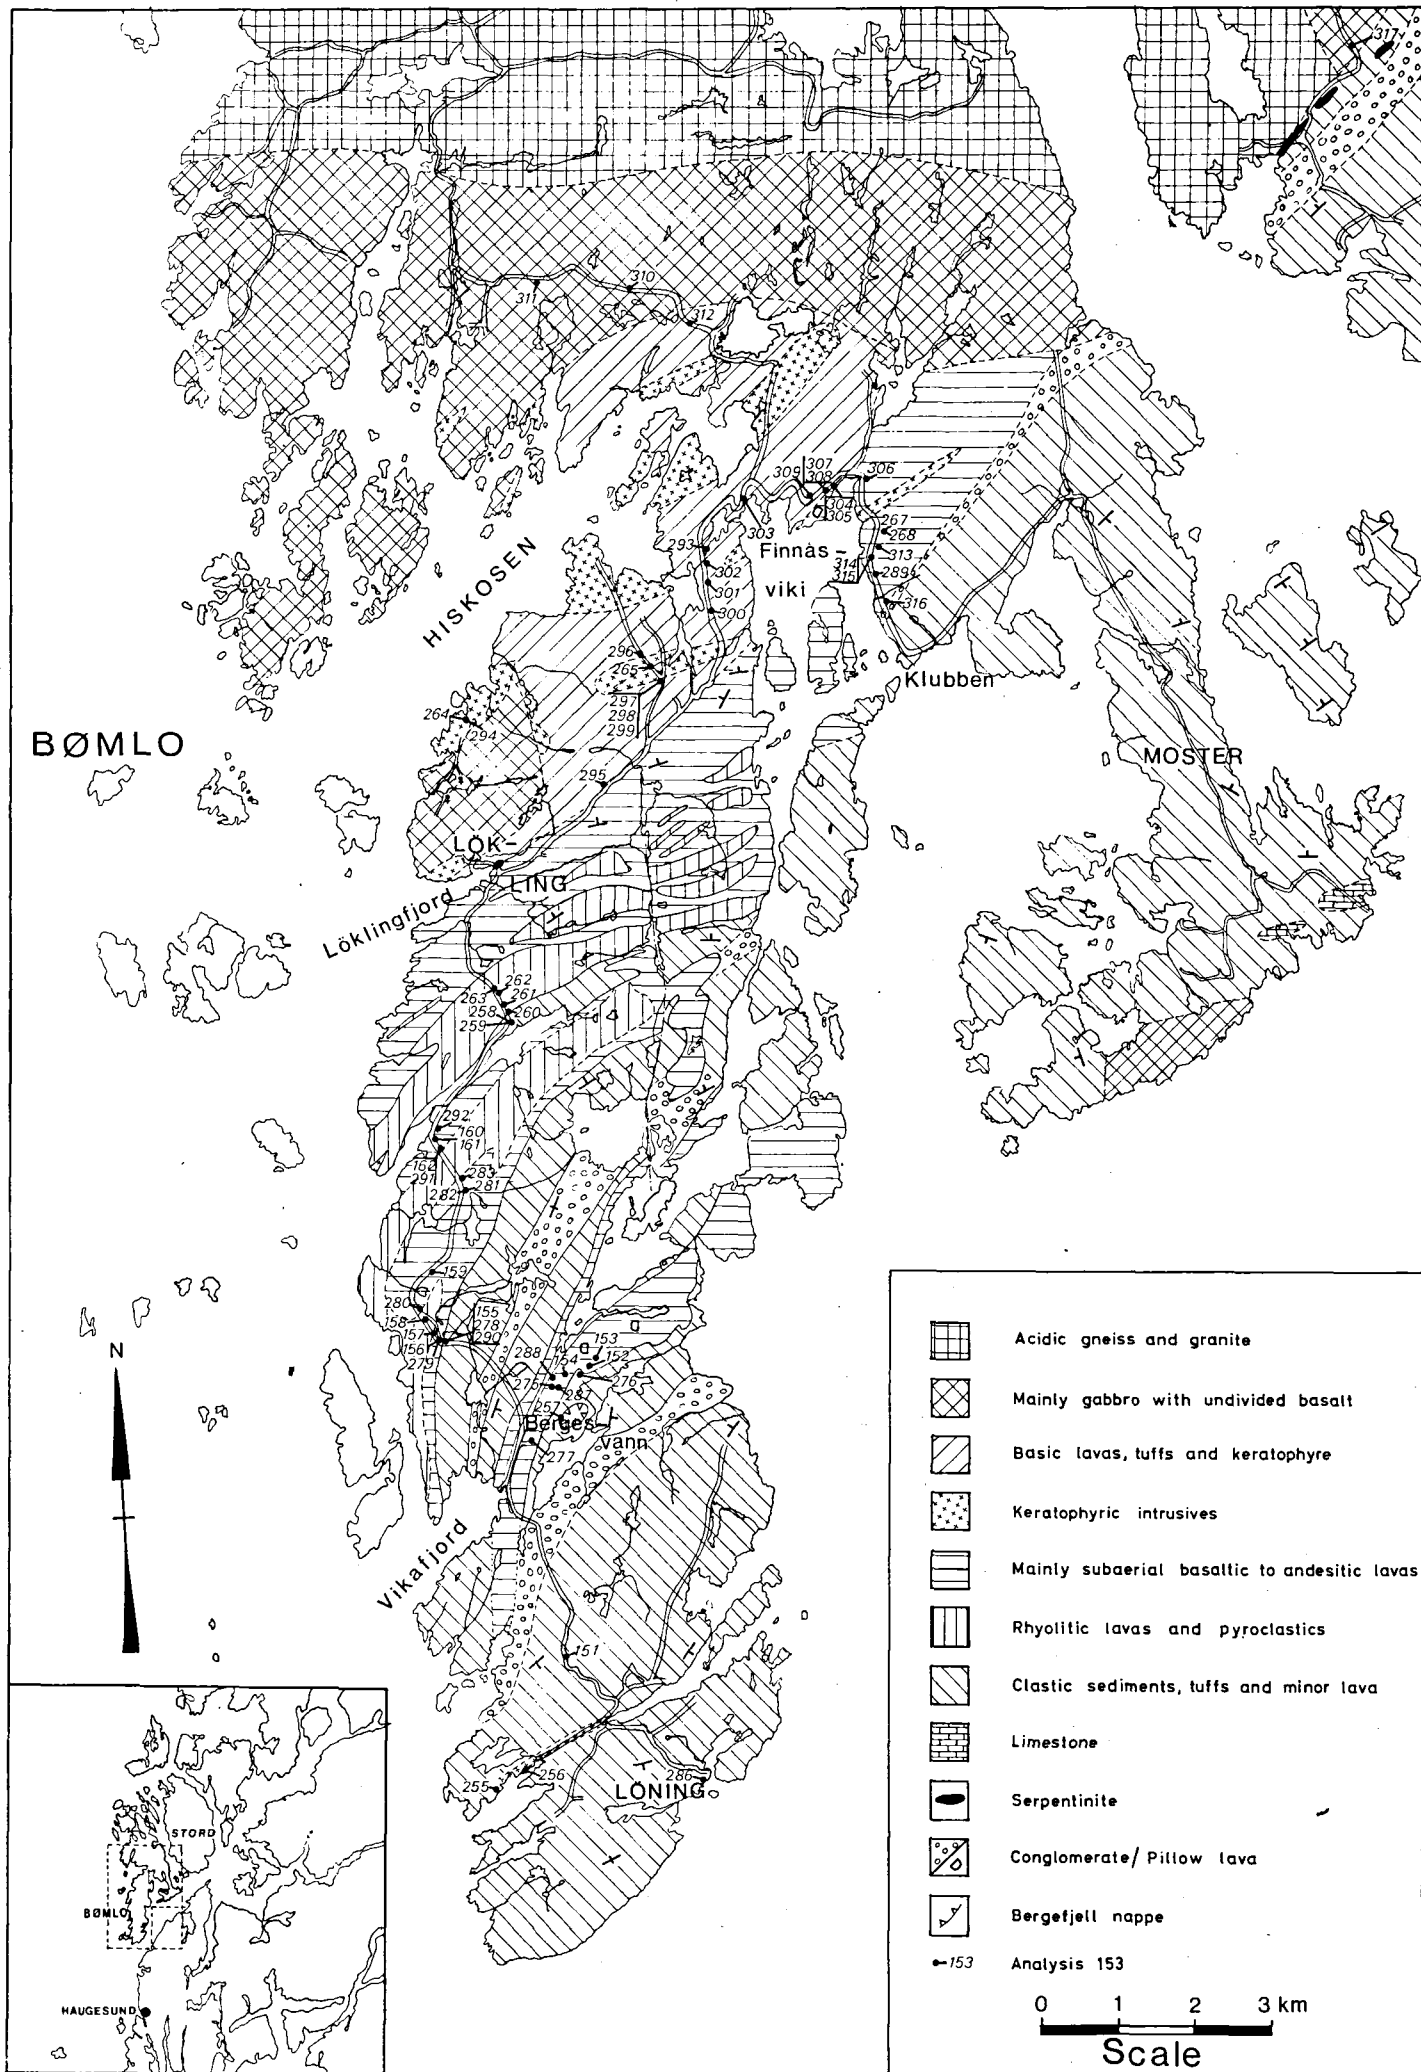 317
310
311
312
307
309
308
306
304
305
303
267
268
293
Finnås-
313
314
302
315
289
301
viki
300
316
HISKOSEN
296
265
Klubben
297
298
299
264
294
BØMLO
MOSTER
295
LÖK-
LING
Löklingfjord
262
263
261
258
260
259
292
160
161
162
291
283
282
281
159
280
155
158
278
157
290
156
279
288
153
154
152
275
276
287
257
Berges-
vann
277
N
Vikafjord
151
255
256
286
LÖNING
Acidic gneiss and granite
Mainly gabbro with undivided basalt
Basic lavas, tuffs and keratophyre
Keratophyric intrusives
Mainly subaerial basaltic to andesitic lavas
Rhyolitic lavas and pyroclastics
Clastic sediments, tuffs and minor lava
Limestone
Serpentinite
Conglomerate/ Pillow lava
Bergefjell nappe
153 Analysis 153
0 1 2 3 km
Scale
STORD
BØMLO
HAUGESUND